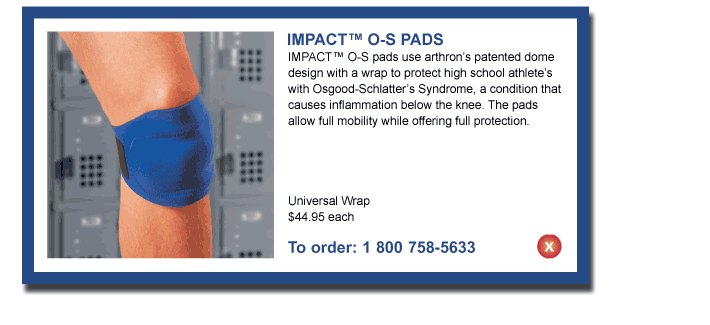 IMPACT™ O-S PADS
IMPACT™ O-S pads use arthron's patented dome
design with a wrap to protect high school athlete's
with Osgood-Schlatter's Syndrome, a condition that
causes inflammation below the knee. The pads
allow full mobility while offering full protection.
Universal Wrap
$44.95 each
To order: 1 800 758-5633
X